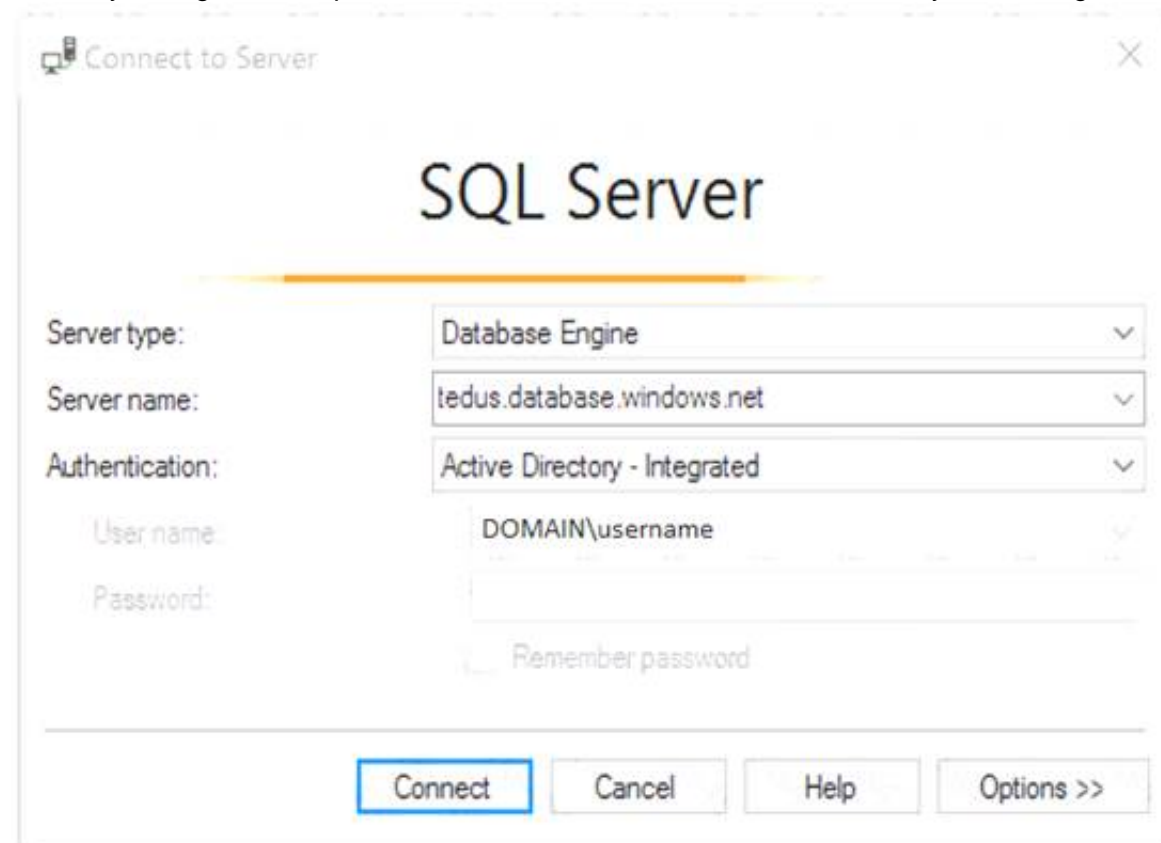 Connect to Server
SQL Server
Server type: Database Engine
Server name: tedus.database.windows.net
Authentication: Active Directory - Integrated
User name: DOMAIN\username
Password:
Remember password
Connect Cancel Help Options >>